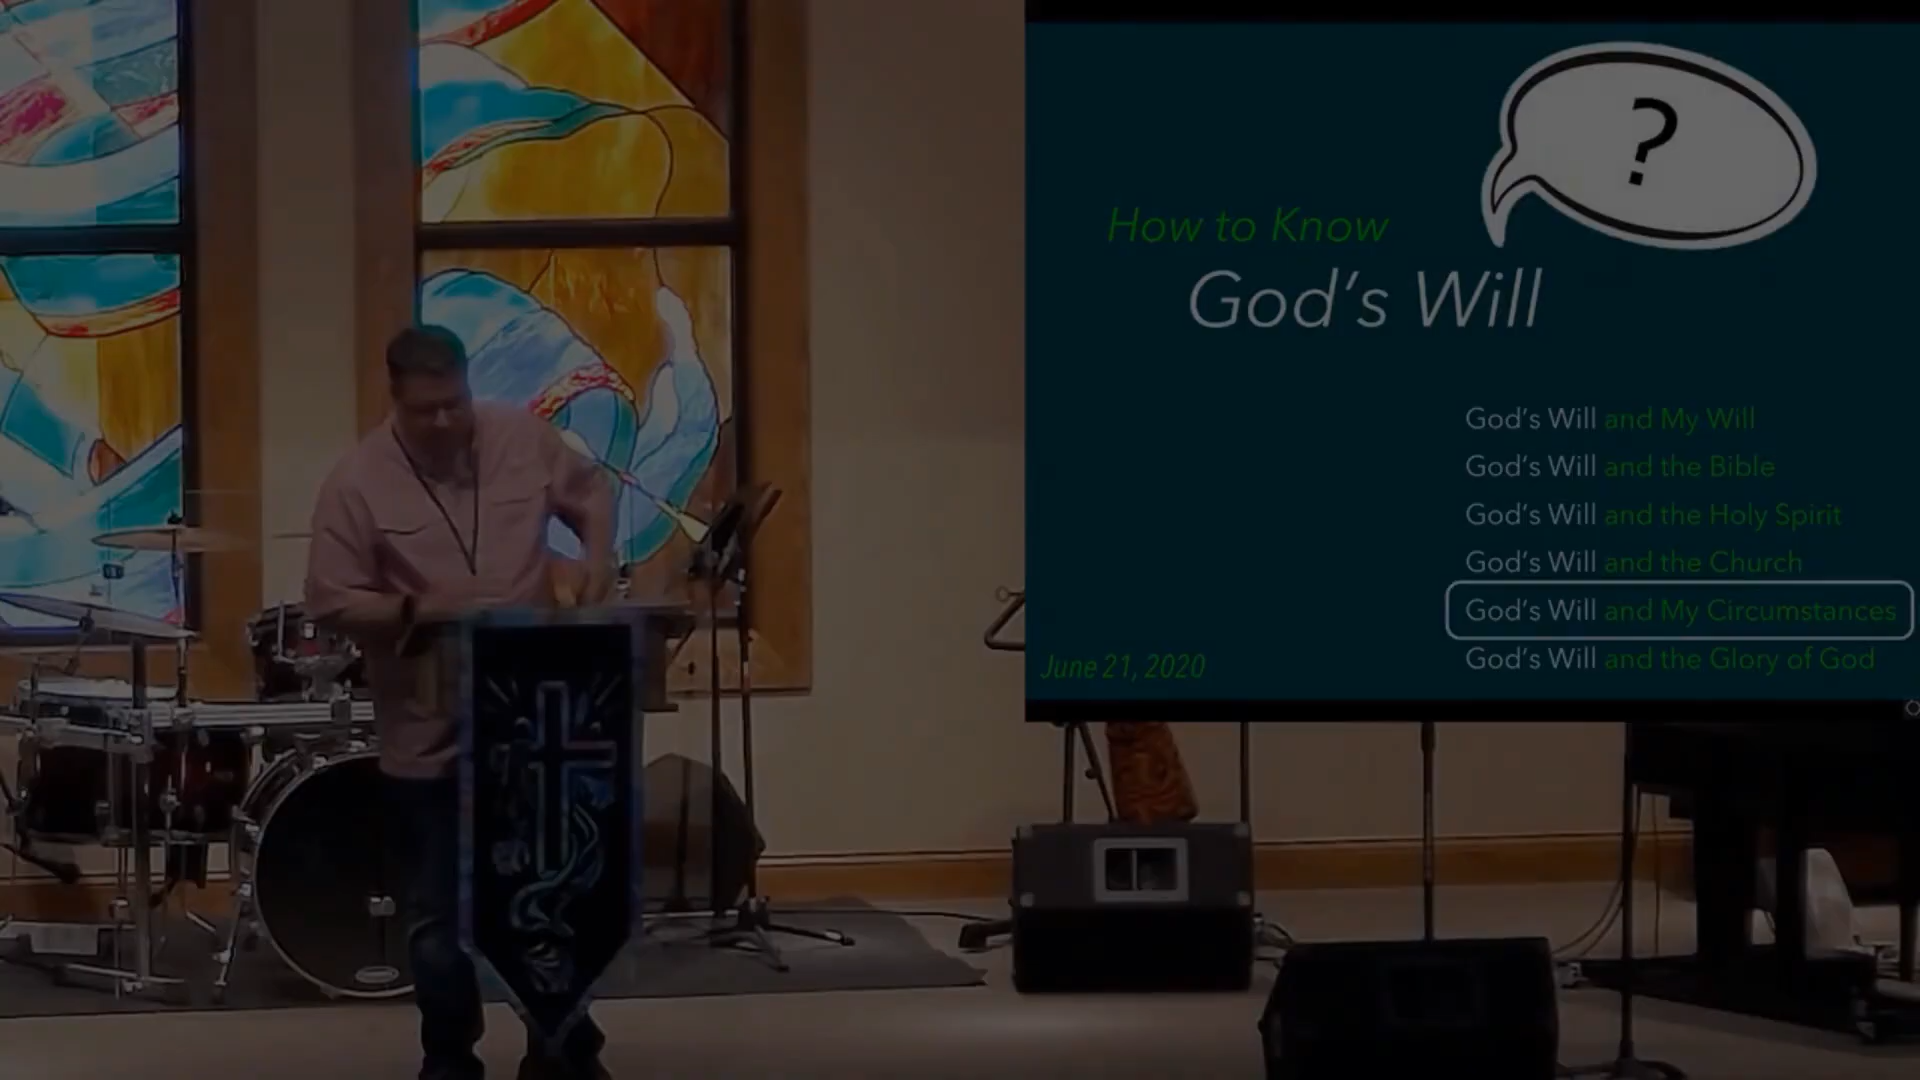 ?
How to Know
God's Will
God's Will and My Will
God's Will and the Bible
God's Will and the Holy Spirit
God's Will and the Church
God's Will and My Circumstances
God's Will and the Glory of God
June 21, 2020